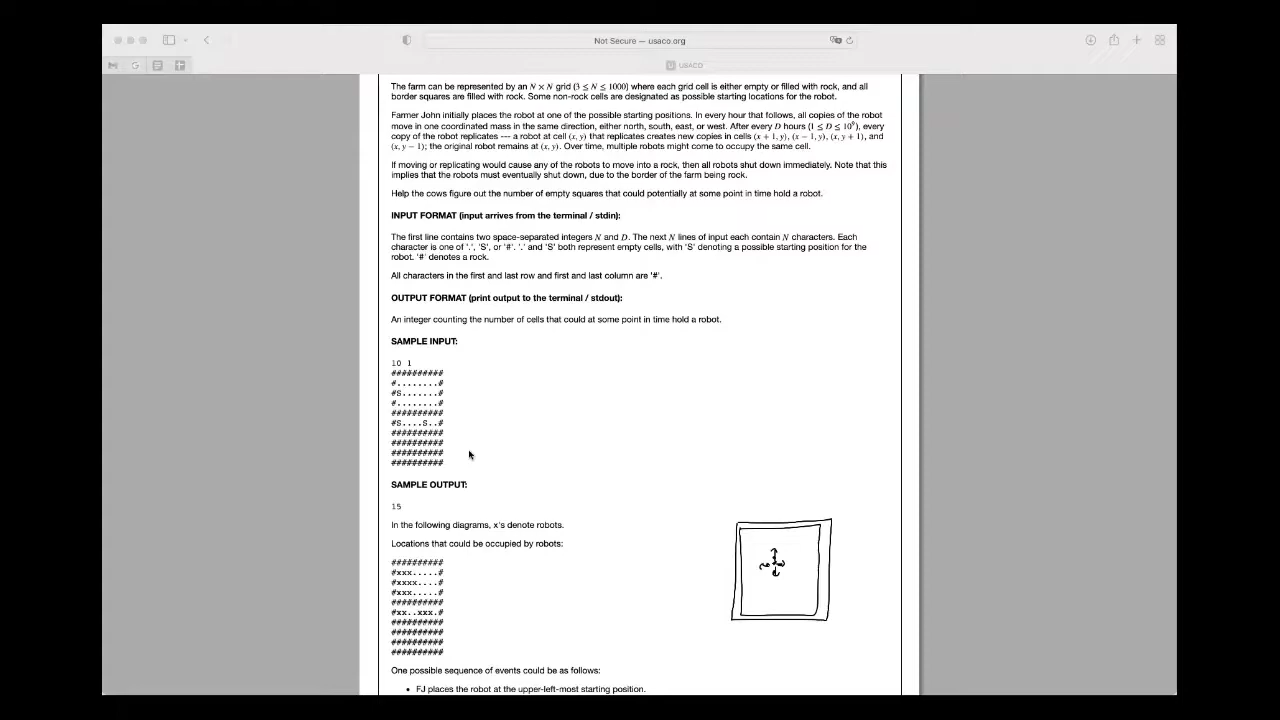 Not Secure — usaco.org
USACO
The farm can be represented by an N × N grid (3 ≤ N ≤ 1000) where each grid cell is either empty or filled with rock, and all
border squares are filled with rock. Some non-rock cells are designated as possible starting locations for the robot.
Farmer John initially places the robot at one of the possible starting positions. In every hour that follows, all copies of the robot
move in one coordinated mass in the same direction, either north, south, east, or west. After every D hours (1 ≤ D ≤ 10⁹), every
copy of the robot replicates --- a robot at cell (x, y) that replicates creates new copies in cells (x + 1, y), (x − 1, y), (x, y + 1), and
(x, y − 1); the original robot remains at (x, y). Over time, multiple robots might come to occupy the same cell.
If moving or replicating would cause any of the robots to move into a rock, then all robots shut down immediately. Note that this
implies that the robots must eventually shut down, due to the border of the farm being rock.
Help the cows figure out the number of empty squares that could potentially at some point in time hold a robot.
INPUT FORMAT (input arrives from the terminal / stdin):
The first line contains two space-separated integers N and D. The next N lines of input each contain N characters. Each
character is one of '.', 'S', or '#'. '.' and 'S' both represent empty cells, with 'S' denoting a possible starting position for the
robot. '#' denotes a rock.
All characters in the first and last row and first and last column are '#'.
OUTPUT FORMAT (print output to the terminal / stdout):
An integer counting the number of cells that could at some point in time hold a robot.
SAMPLE INPUT:
10 1
##########
#........#
#S.......#
#........#
##########
#S....S..#
##########
##########
##########
##########
SAMPLE OUTPUT:
15
In the following diagrams, x's denote robots.
Locations that could be occupied by robots:
##########
#xxx.....#
#xxxx....#
#xxx.....#
##########
#xx..xxx.#
##########
##########
##########
##########
One possible sequence of events could be as follows:
• FJ places the robot at the upper-left-most starting position.